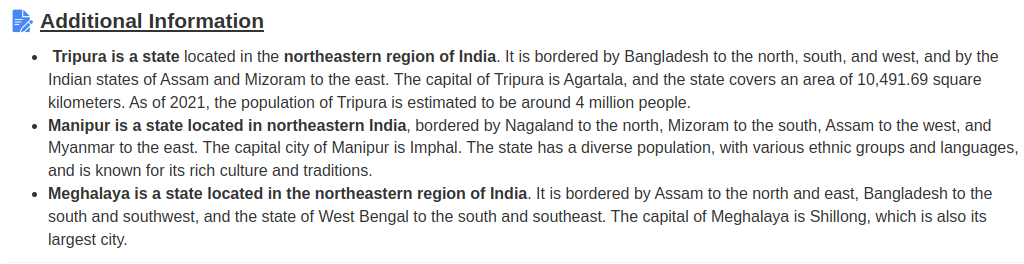 Additional Information
• Tripura is a state located in the northeastern region of India. It is bordered by Bangladesh to the north, south, and west, and by the
Indian states of Assam and Mizoram to the east. The capital of Tripura is Agartala, and the state covers an area of 10,491.69 square
kilometers. As of 2021, the population of Tripura is estimated to be around 4 million people.
• Manipur is a state located in northeastern India, bordered by Nagaland to the north, Mizoram to the south, Assam to the west, and
Myanmar to the east. The capital city of Manipur is Imphal. The state has a diverse population, with various ethnic groups and languages,
and is known for its rich culture and traditions.
• Meghalaya is a state located in the northeastern region of India. It is bordered by Assam to the north and east, Bangladesh to the
south and southwest, and the state of West Bengal to the south and southeast. The capital of Meghalaya is Shillong, which is also its
largest city.